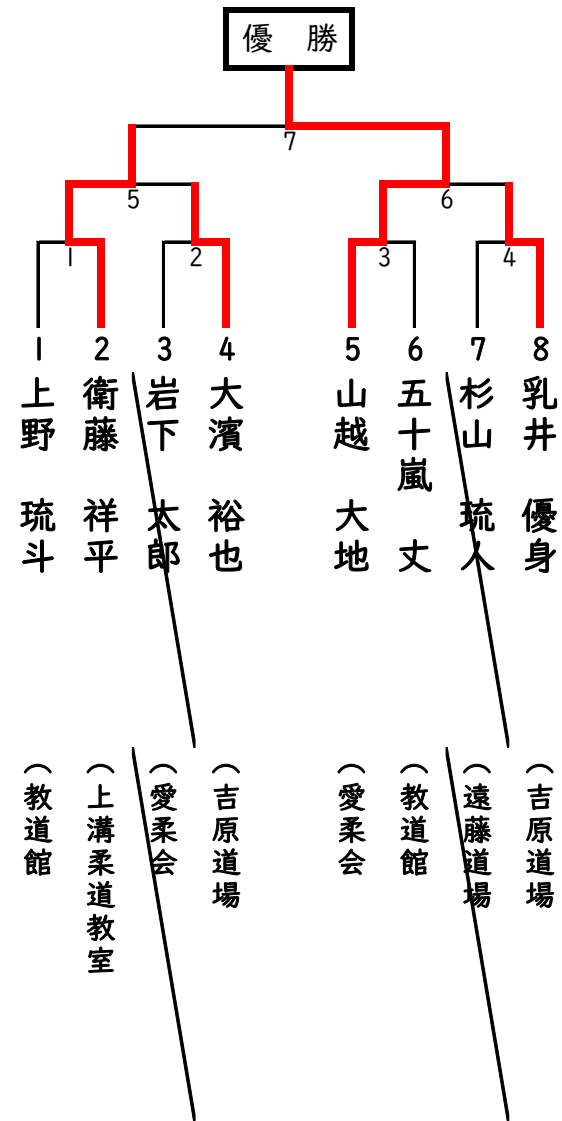 優　勝
7
5
6
1
2
3
4
1
2
3
4
5
6
7
8
上野　琉斗
衛藤　祥平
岩下　太郎
大濱　裕也
山越　大地
五十嵐　丈
杉山　琉人
乳井　優身
（教道館
（上溝柔道教室
（愛柔会
（吉原道場
（愛柔会
（教道館
（遠藤道場
（吉原道場